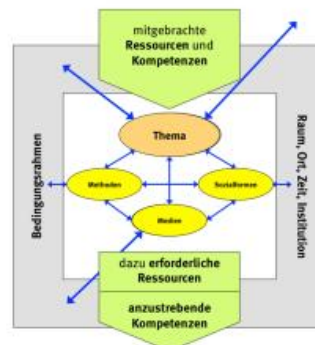 mitgebrachte
Ressourcen und
Kompetenzen
Thema
Bedingungsrahmen
Raum, Ort, Zeit, Institution
Methoden
Sozialformen
Medien
dazu erforderliche
Ressourcen
anzustrebende
Kompetenzen